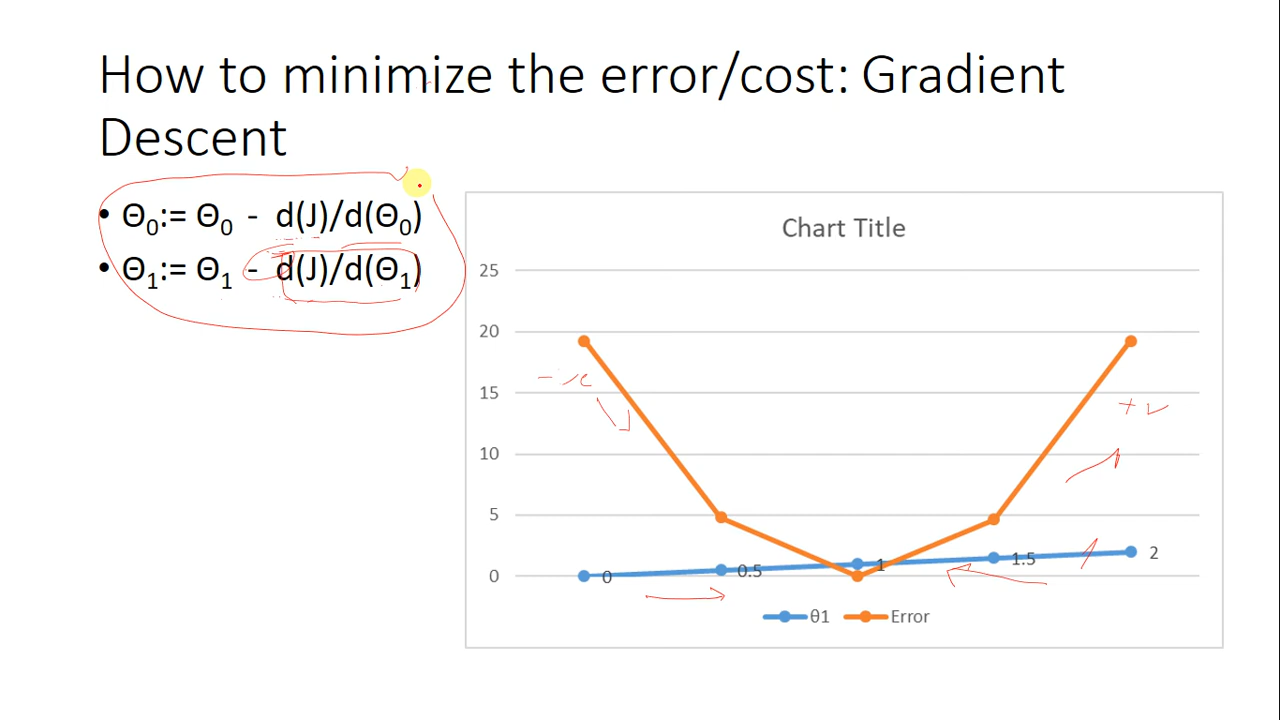 How to minimize the error/cost: Gradient
Descent
• Θ0:= Θ0 - d(J)/d(Θ0)
• Θ1:= Θ1 - d(J)/d(Θ1)
Chart Title
25
20
15
10
5
0
0
0.5
1
1.5
2
θ1
Error